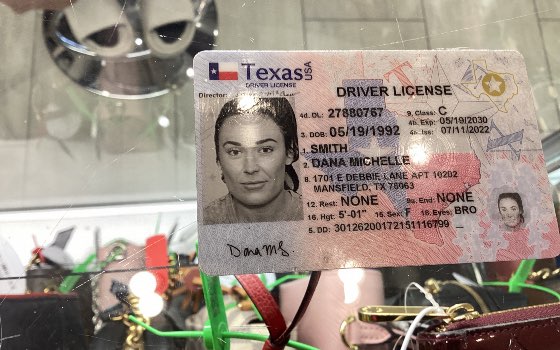 Texas USA
DRIVER LICENSE
Director:
DRIVER LICENSE
4d. DL: 27880767 9. Class: C
4b. Exp: 05/19/2030
3. DOB: 05/19/1992 4a. Iss: 07/11/2022
1. SMITH
2. DANA MICHELLE
8. 1701 E DEBBIE LANE APT 10202
MANSFIELD, TX 76063
12. Rest: NONE 9a. End: NONE
16. Hgt: 5'-01" 15. Sex: F 18. Eyes: BRO
5. DD: 30126200172151116799
Dana MS